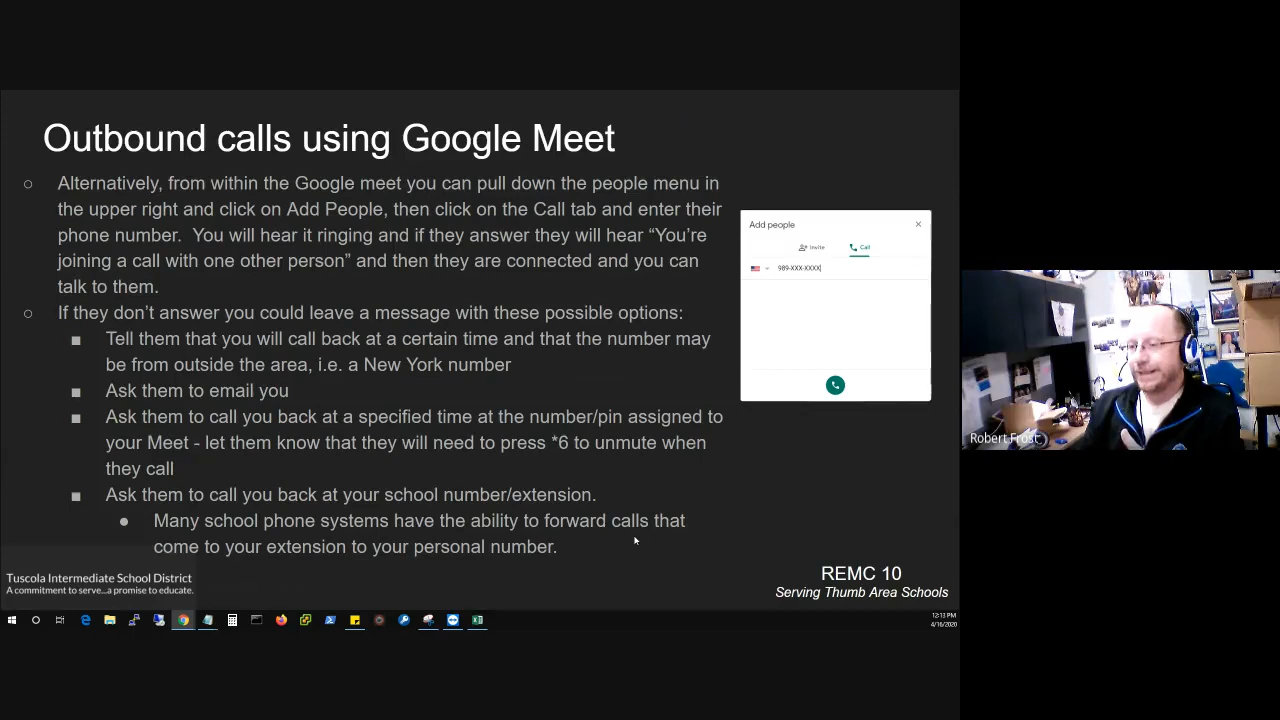 Outbound calls using Google Meet
Alternatively, from within the Google meet you can pull down the people menu in
the upper right and click on Add People, then click on the Call tab and enter their
phone number.  You will hear it ringing and if they answer they will hear “You’re
joining a call with one other person” and then they are connected and you can
talk to them.
If they don’t answer you could leave a message with these possible options:
Tell them that you will call back at a certain time and that the number may
be from outside the area, i.e. a New York number
Ask them to email you
Ask them to call you back at a specified time at the number/pin assigned to
your Meet - let them know that they will need to press *6 to unmute when
they call
Ask them to call you back at your school number/extension.
Many school phone systems have the ability to forward calls that
come to your extension to your personal number.
Add people
Invite
Call
989-XXX-XXXX
Robert Frost
Tuscola Intermediate School District
A commitment to serve...a promise to educate.
REMC 10
Serving Thumb Area Schools
12:13 PM
4/16/2020